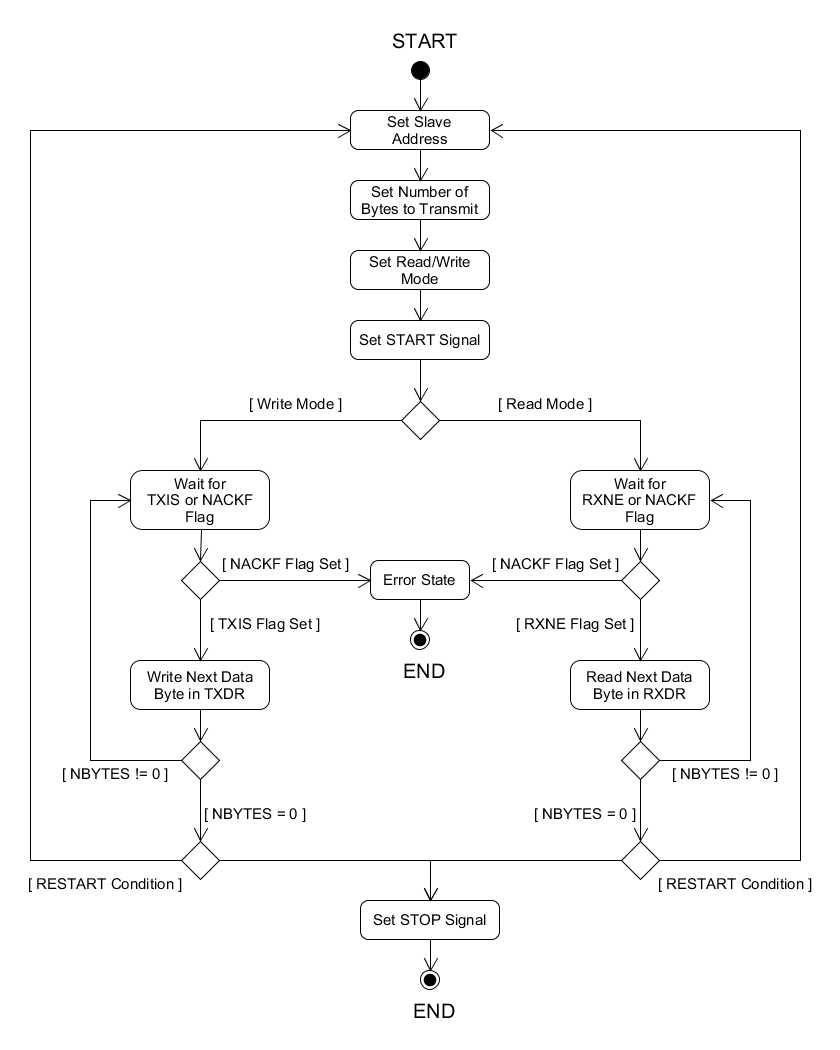 START
Set Slave
Address
Set Number of
Bytes to Transmit
Set Read/Write
Mode
Set START Signal
[ Write Mode ]
[ Read Mode ]
Wait for
TXIS or NACKF
Flag
Wait for
RXNE or NACKF
Flag
[ NACKF Flag Set ]
Error State
[ NACKF Flag Set ]
[ TXIS Flag Set ]
[ RXNE Flag Set ]
END
Write Next Data
Byte in TXDR
Read Next Data
Byte in RXDR
[ NBYTES != 0 ]
[ NBYTES != 0 ]
[ NBYTES = 0 ]
[ NBYTES = 0 ]
[ RESTART Condition ]
[ RESTART Condition ]
Set STOP Signal
END